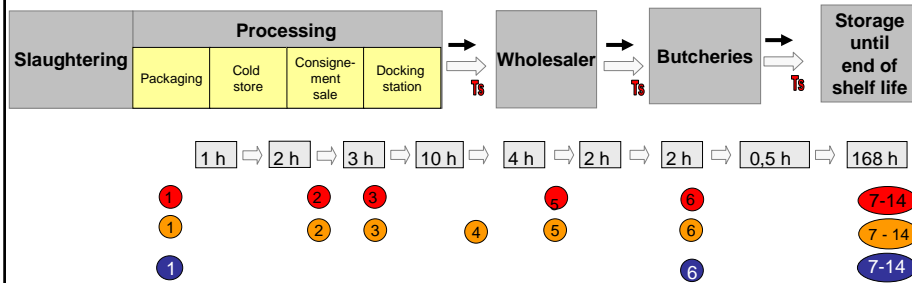 Slaughtering
Processing
Packaging
Cold
store
Consigne-
ment
sale
Docking
station
Ts
Wholesaler
Ts
Butcheries
Ts
Storage
until
end of
shelf life
1 h
2 h
3 h
10 h
4 h
2 h
2 h
0,5 h
168 h
1
2
3
5
6
7-14
1
2
3
4
5
6
7 - 14
1
6
7-14